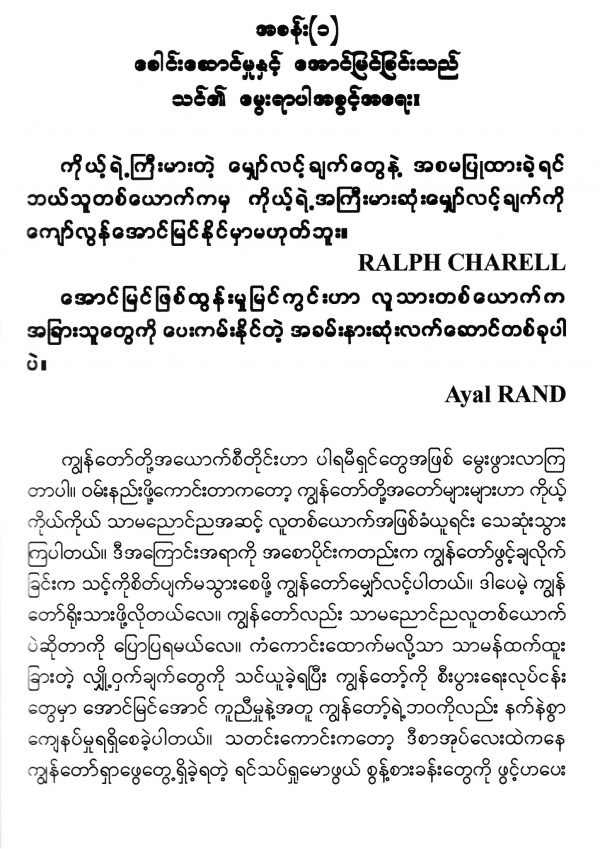 အခန်း(၁)
ခေါင်းဆောင်မှုနှင့် အောင်မြင်ခြင်းသည်
သင်၏ မွေးရာပါအခွင့်အရေး။
ကိုယ့်ရဲ့ကြီးမားတဲ့ မျှော်လင့်ချက်တွေနဲ့ အစမပြုထားခဲ့ရင်
ဘယ်သူတစ်ယောက်ကမှ ကိုယ့်ရဲ့အကြီးမားဆုံးမျှော်လင့်ချက်ကို
ကျော်လွန်အောင်မြင်နိုင်မှာမဟုတ်ဘူး။
RALPH CHARELL
အောင်မြင်ဖြစ်ထွန်းမှုမြင်ကွင်းဟာ လူသားတစ်ယောက်က
အခြားသူတွေကို ပေးကမ်းနိုင်တဲ့ အခမ်းနားဆုံးလက်ဆောင်တစ်ခုပါ
ပဲ။
Ayal RAND
ကျွန်တော်တို့အယောက်စီတိုင်းဟာ ပါရမီရှင်တွေအဖြစ် မွေးဖွားလာကြ
တာပါ။ ဝမ်းနည်းဖို့ကောင်းတာကတော့ ကျွန်တော်တို့အတော်များများဟာ ကိုယ့်
ကိုယ်ကိုယ် သာမညောင်ညအဆင့် လူတစ်ယောက်အဖြစ်ခံယူရင်း သေဆုံးသွား
ကြပါတယ်။ ဒီအကြောင်းအရာကို အစောပိုင်းကတည်းက ကျွန်တော်ဖွင့်ချလိုက်
ခြင်းက သင့်ကိုစိတ်ပျက်မသွားစေဖို့ ကျွန်တော်မျှော်လင့်ပါတယ်။ ဒါပေမဲ့ ကျွန်
တော်ရိုးသားဖို့လိုတယ်လေ။ ကျွန်တော်လည်း သာမညောင်ညလူတစ်ယောက်
ပဲဆိုတာကို ပြောပြရမယ်လေ။ ကံကောင်းထောက်မလို့သာ သာမန်ထက်ထူး
ခြားတဲ့ လျှို့ဝှက်ချက်တွေကို သင်ယူခဲ့ရပြီး ကျွန်တော့်ကို စီးပွားရေးလုပ်ငန်း
တွေမှာ အောင်မြင်အောင် ကူညီမှုနဲ့အတူ ကျွန်တော့်ရဲ့ဘဝကိုလည်း နက်နဲစွာ
ကျေနပ်မှုရရှိစေခဲ့ပါတယ်။ သတင်းကောင်းကတော့ ဒီစာအုပ်လေးထဲကနေ
ကျွန်တော်ရှာဖွေတွေ့ရှိခဲ့ရတဲ့ ရင်သပ်ရှုမောဖွယ် စွန့်စားခန်းတွေကို ဖွင့်ဟပေး